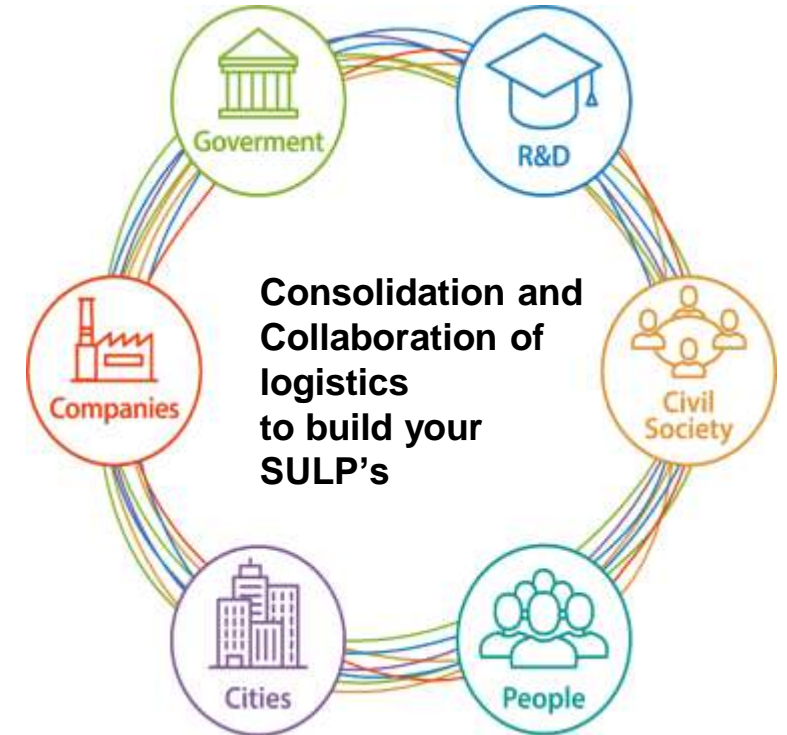 Goverment
R&D
Consolidation and
Collaboration of
logistics
to build your
SULP’s
Companies
Civil
Society
Cities
People